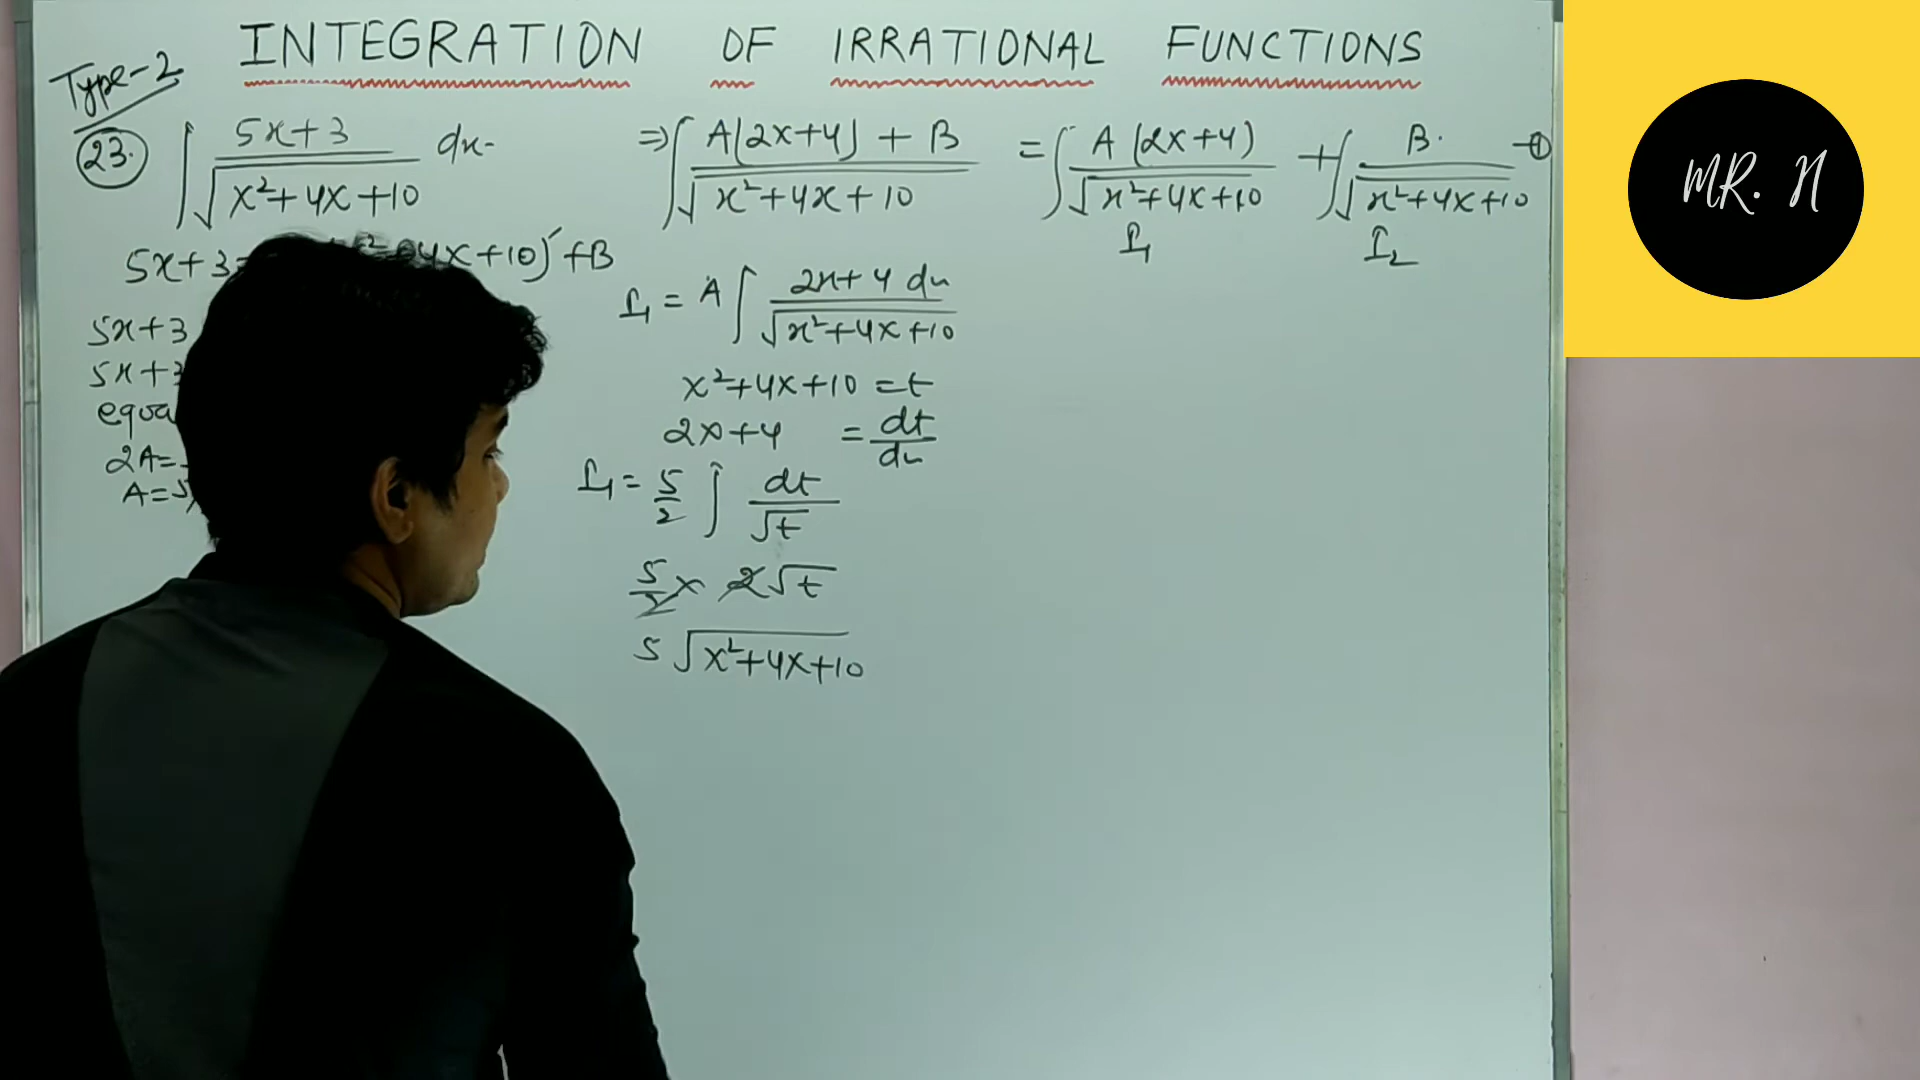 INTEGRATION OF IRRATIONAL FUNCTIONS
Type-2
23. ∫ 5x+3 / √(x²+4x+10) dx
⇒ ∫ A(2x+4) + B / √(x²+4x+10) = ∫ A(2x+4) / √(x²+4x+10) + ∫ B. / √(x²+4x+10) —①
I₁ I₂
5x+3= 4x+10)′ +B
5x+3
5x+3
2A=
A=5
I₁ = A ∫ 2x+4 dx / √(x²+4x+10)
x²+4x+10 = t
2x+4 = dt/dx
I₁ = 5/2 ∫ dt/√t
5/2 × 2√t
5 √(x²+4x+10)
MR. N